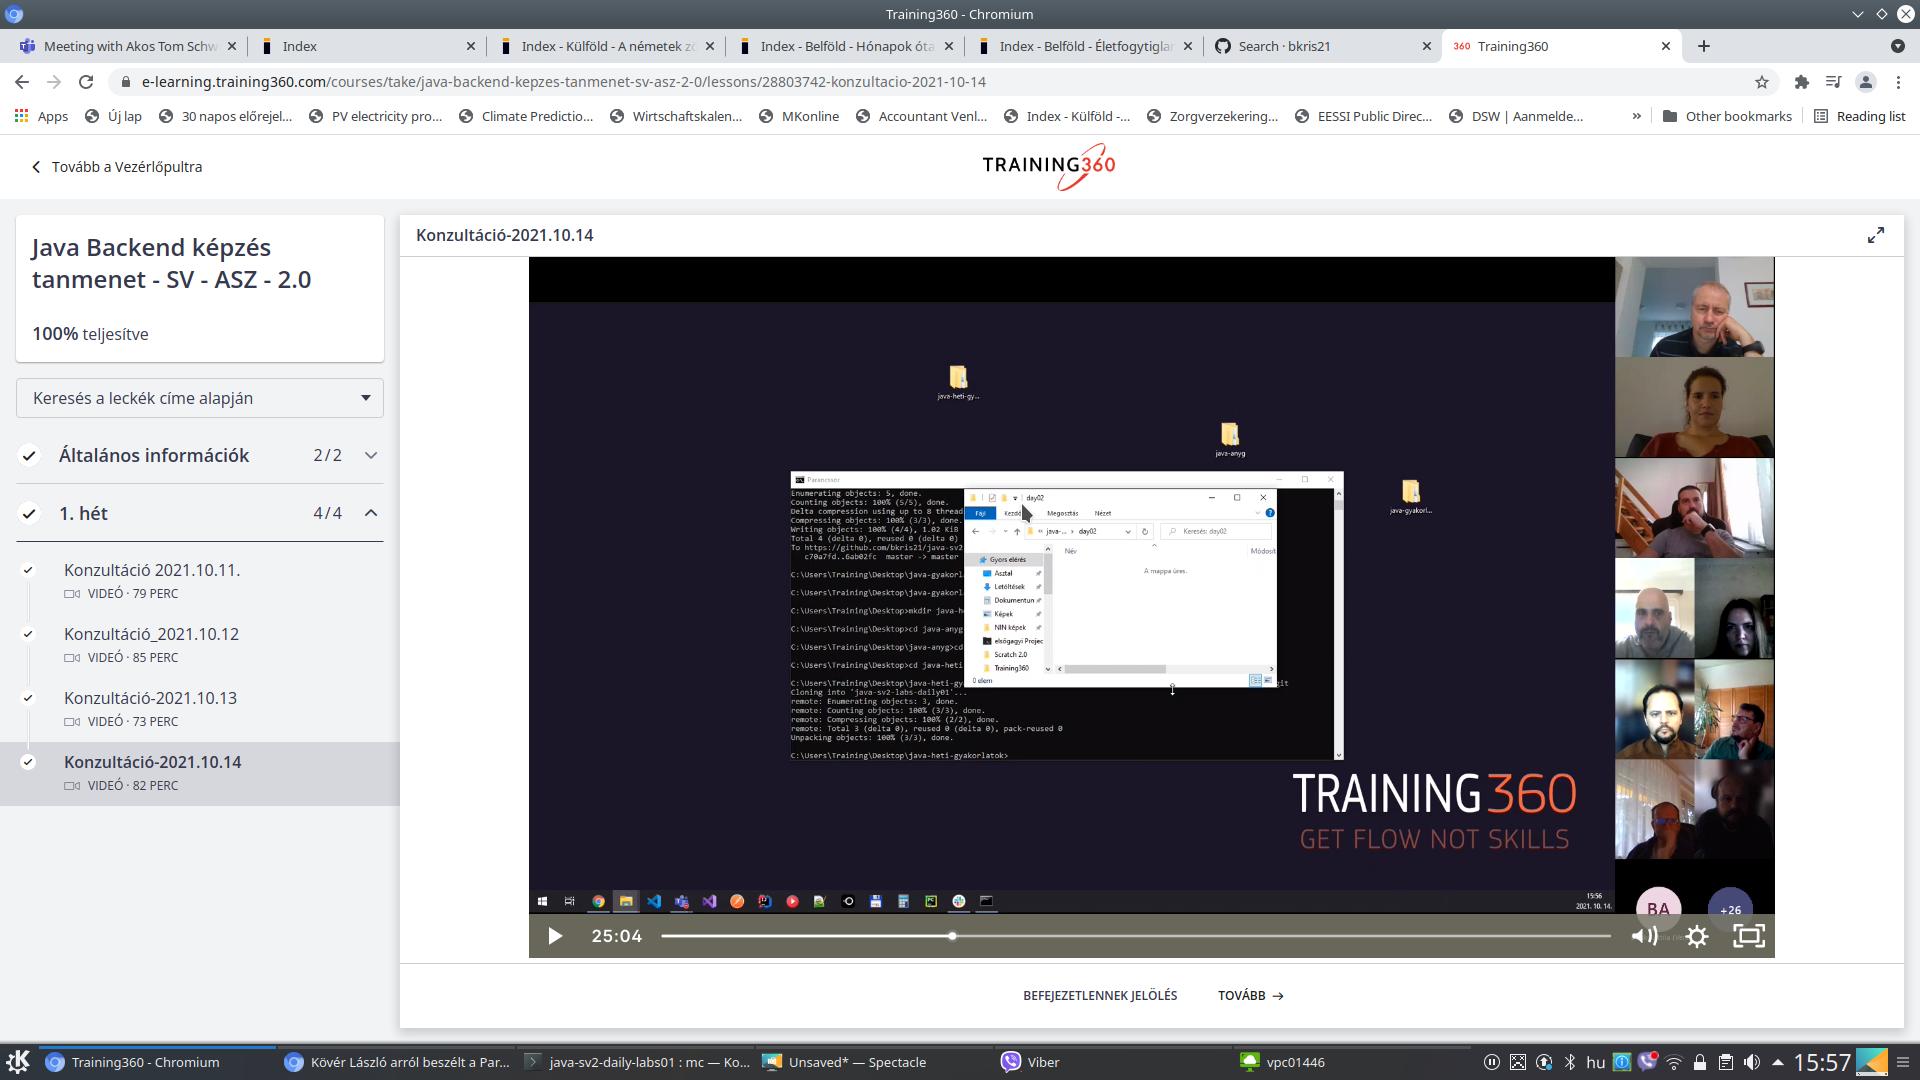 Training360 - Chromium
Meeting with Akos Tom Schw
Index
Index - Külföld - A németek zö
Index - Belföld - Hónapok óta
Index - Belföld - Életfogytiglar
Search · bkris21
360 Training360
e-learning.training360.com/courses/take/java-backend-kepzes-tanmenet-sv-asz-2-0/lessons/28803742-konzultacio-2021-10-14
Apps
Új lap
30 napos előrejel...
PV electricity pro...
Climate Predictio...
Wirtschaftskalen...
MKonline
Accountant Venl...
Index - Külföld -...
Zorgverzekering...
EESSI Public Direc...
DSW | Aanmelde...
Other bookmarks
Reading list
Tovább a Vezérlőpultra
TRAINING360
Java Backend képzés
tanmenet - SV - ASZ - 2.0
100% teljesítve
Keresés a leckék címe alapján
Általános információk 2/2
1. hét 4/4
Konzultáció 2021.10.11.
VIDEÓ · 79 PERC
Konzultáció_2021.10.12
VIDEÓ · 85 PERC
Konzultáció-2021.10.13
VIDEÓ · 73 PERC
Konzultáció-2021.10.14
VIDEÓ · 82 PERC
Konzultáció-2021.10.14
java-heti-gy...
java-anyg
java-gyakorl...
Parancssor
Enumerating objects: 5, done.
Counting objects: 100% (5/5), done.
Delta compression using up to 8 thread
Compressing objects: 100% (3/3), done.
Writing objects: 100% (4/4), 1.02 KiB
Total 4 (delta 0), reused 0 (delta 0)
To https://github.com/bkris21/java-sv2
c70a7fd..6ab02fc master -> master
C:\Users\Training\Desktop\java-gyakorl
C:\Users\Training\Desktop\java-gyakorl
C:\Users\Training\Desktop>mkdir java-h
C:\Users\Training\Desktop>cd java-anyg
C:\Users\Training\Desktop\java-anyg>cd
C:\Users\Training\Desktop>cd java-heti
C:\Users\Training\Desktop\java-heti-gy
git
Cloning into 'java-sv2-labs-daily01'...
remote: Enumerating objects: 3, done.
remote: Counting objects: 100% (3/3), done.
remote: Compressing objects: 100% (2/2), done.
remote: Total 3 (delta 0), reused 0 (delta 0), pack-reused 0
Unpacking objects: 100% (3/3), done.
C:\Users\Training\Desktop\java-heti-gyakorlatok>
day02
Fájl
Megosztás
Nézet
java-... day02
Keresés: day02
Név
Módosít
A mappa üres.
Gyors elérés
Asztal
Letöltések
Dokumentun
Képek
NIN képek
elsőgagyi Projec
Scratch 2.0
Training360
0 elem
TRAINING360
GET FLOW NOT SKILLS
15:56
2021. 10. 14.
BA
+26
25:04
BEFEJEZETLENNEK JELÖLÉS
TOVÁBB
Training360 - Chromium
Kövér László arról beszélt a Par...
java-sv2-daily-labs01 : mc — Ko...
Unsaved* — Spectacle
Viber
vpc01446
hu
15:57